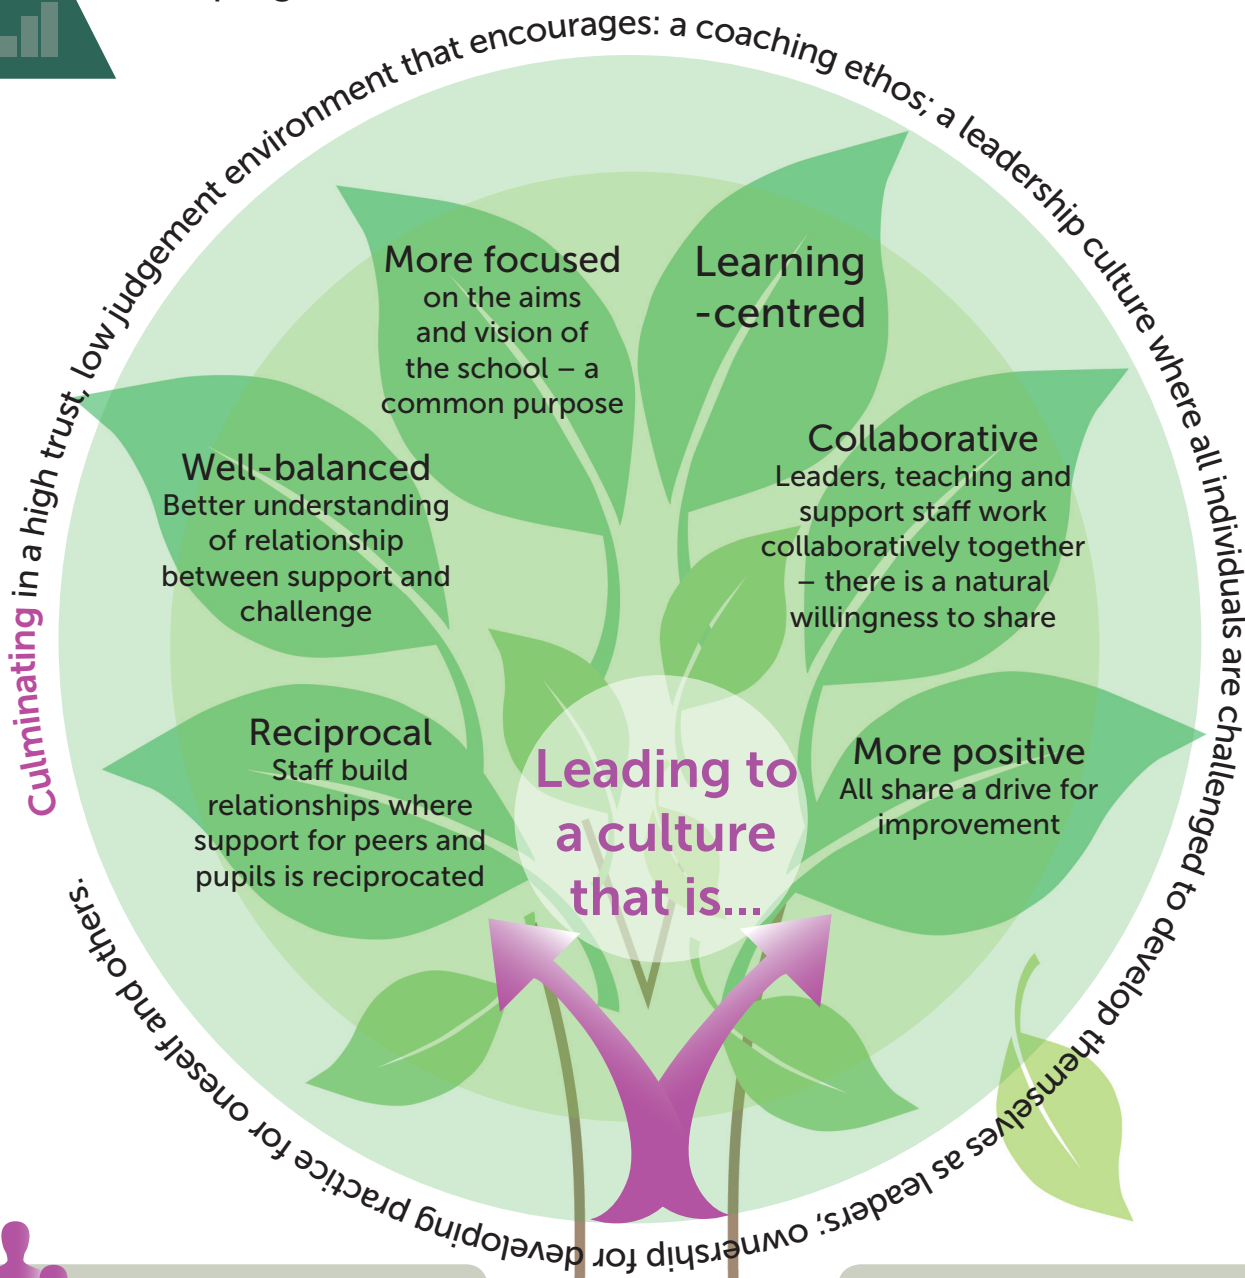 Culminating in a high trust, low judgement environment that encourages: a coaching ethos; a leadership culture where all individuals are challenged to develop themselves as leaders; ownership for developing practice for oneself and others.
More focused
on the aims
and vision of
the school – a
common purpose
Learning
-centred
Well-balanced
Better understanding
of relationship
between support and
challenge
Collaborative
Leaders, teaching and
support staff work
collaboratively together
– there is a natural
willingness to share
Reciprocal
Staff build
relationships where
support for peers and
pupils is reciprocated
Leading to
a culture
that is...
More positive
All share a drive for
improvement